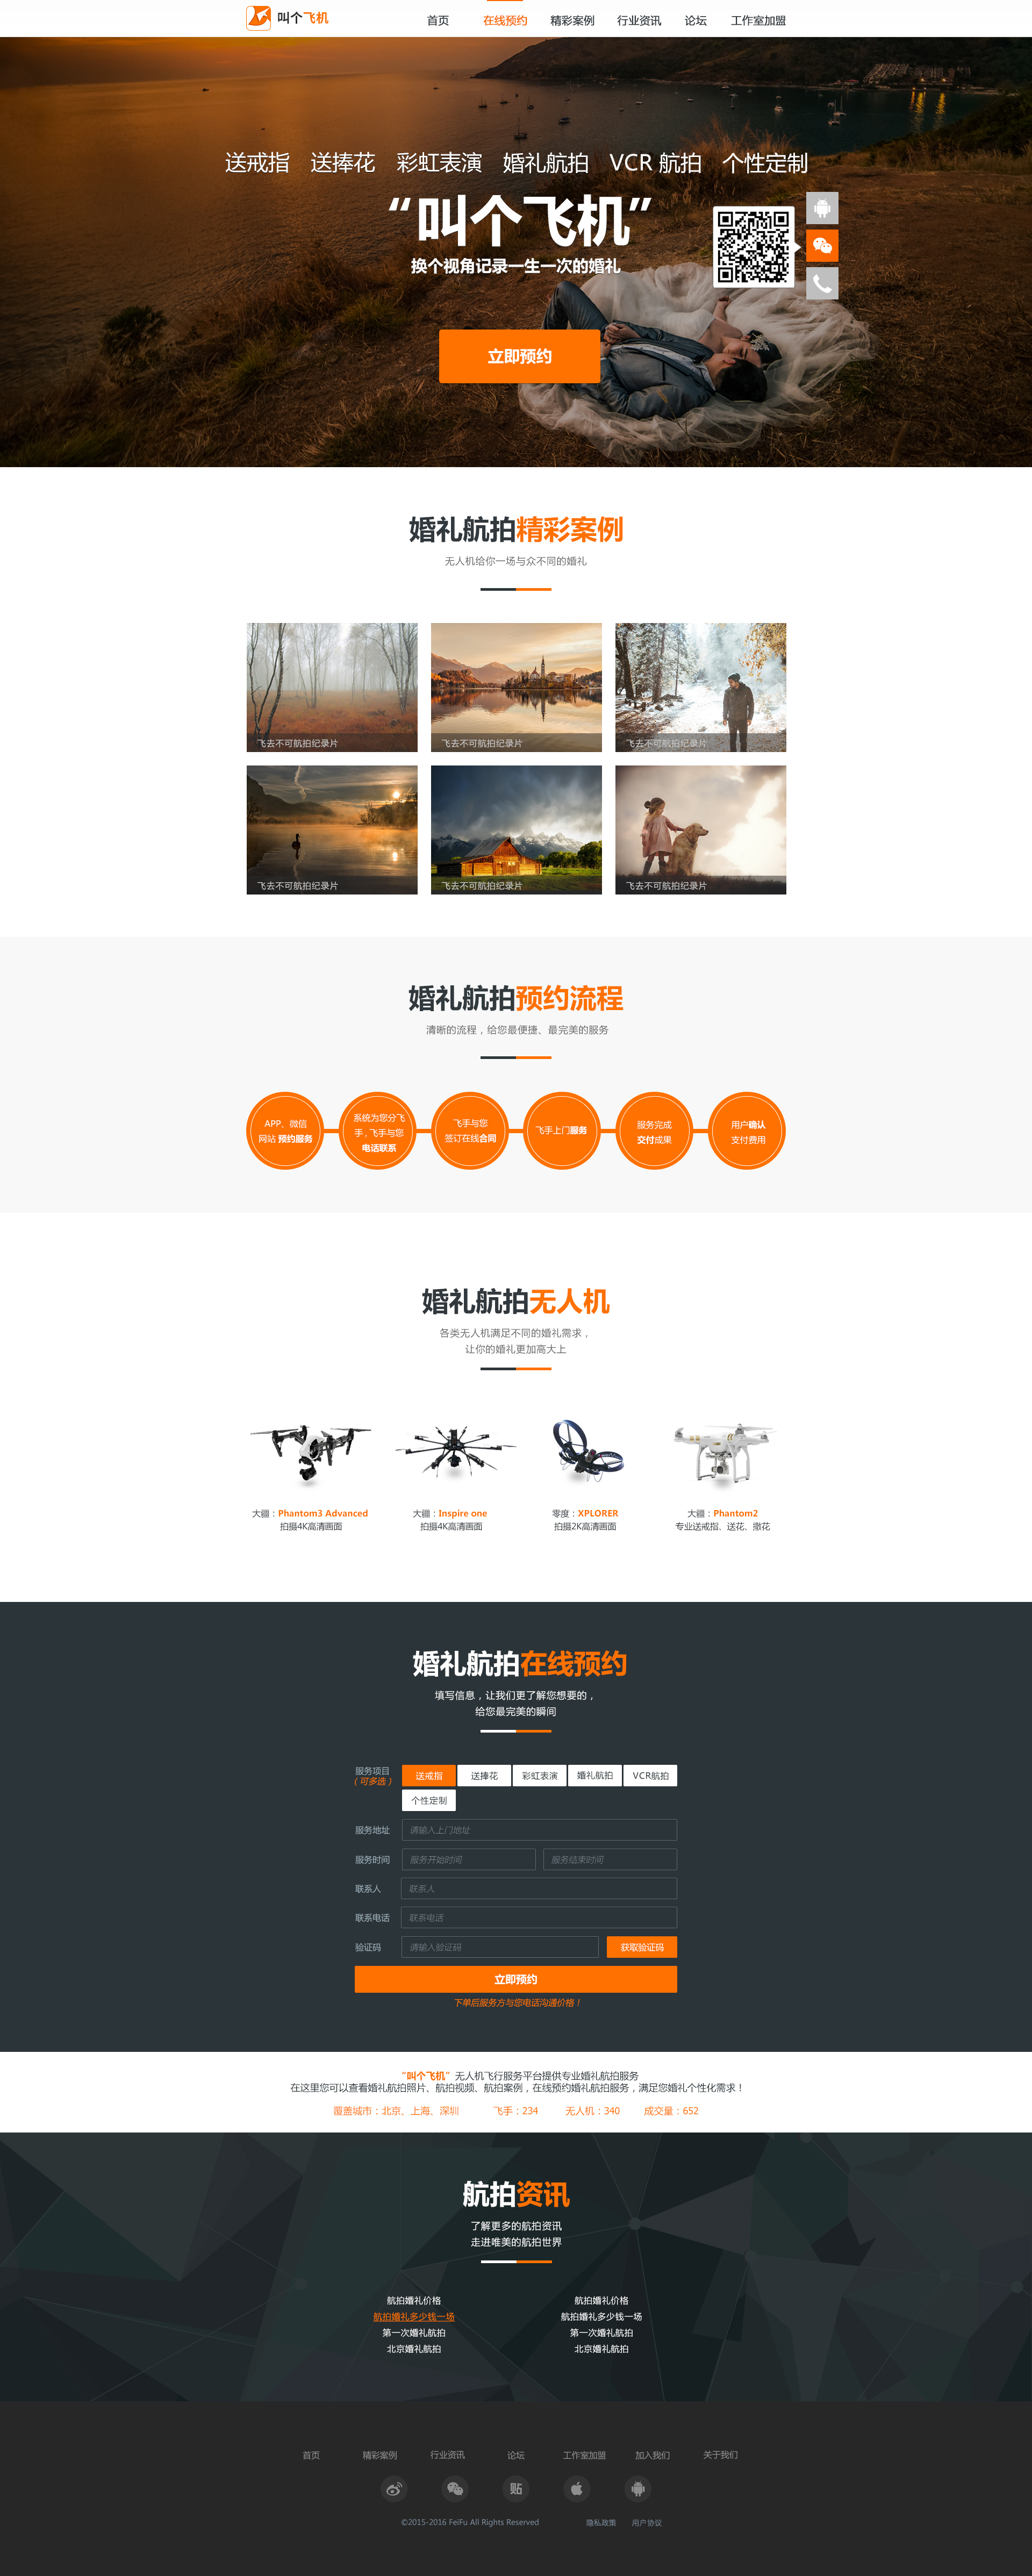 叫个飞机
首页 在线预约 精彩案例 行业资讯 论坛 工作室加盟
送戒指 送捧花 彩虹表演 婚礼航拍 VCR 航拍 个性定制
“叫个飞机”
换个视角记录一生一次的婚礼
立即预约
婚礼航拍精彩案例
无人机给你一场与众不同的婚礼
飞去不可航拍纪录片
飞去不可航拍纪录片
飞去不可航拍纪录片
飞去不可航拍纪录片
飞去不可航拍纪录片
飞去不可航拍纪录片
婚礼航拍预约流程
清晰的流程，给您最便捷、最完美的服务
APP、微信
网站 预约服务
系统为您分飞
手，飞手与您
电话联系
飞手与您
签订在线合同
飞手上门服务
服务完成
交付成果
用户确认
支付费用
婚礼航拍无人机
各类无人机满足不同的婚礼需求，
让你的婚礼更加高大上
大疆：Phantom3 Advanced
拍摄4K高清画面
大疆：Inspire one
拍摄4K高清画面
零度：XPLORER
拍摄2K高清画面
大疆：Phantom2
专业送戒指、送花、撒花
婚礼航拍在线预约
填写信息，让我们更了解您想要的，
给您最完美的瞬间
服务项目
（可多选）
送戒指 送捧花 彩虹表演 婚礼航拍 VCR航拍
个性定制
服务地址 请输入上门地址
服务时间 服务开始时间 服务结束时间
联系人 联系人
联系电话 联系电话
验证码 请输入验证码 获取验证码
立即预约
下单后服务方与您电话沟通价格！
“叫个飞机”无人机飞行服务平台提供专业婚礼航拍服务
在这里您可以查看婚礼航拍照片、航拍视频、航拍案例，在线预约婚礼航拍服务，满足您婚礼个性化需求！
覆盖城市：北京、上海、深圳 飞手：234 无人机：340 成交量：652
航拍资讯
了解更多的航拍资讯
走进唯美的航拍世界
航拍婚礼价格
航拍婚礼多少钱一场
第一次婚礼航拍
北京婚礼航拍
航拍婚礼价格
航拍婚礼多少钱一场
第一次婚礼航拍
北京婚礼航拍
首页 精彩案例 行业资讯 论坛 工作室加盟 加入我们 关于我们
贴
©2015-2016 FeiFu All Rights Reserved 隐私政策 用户协议